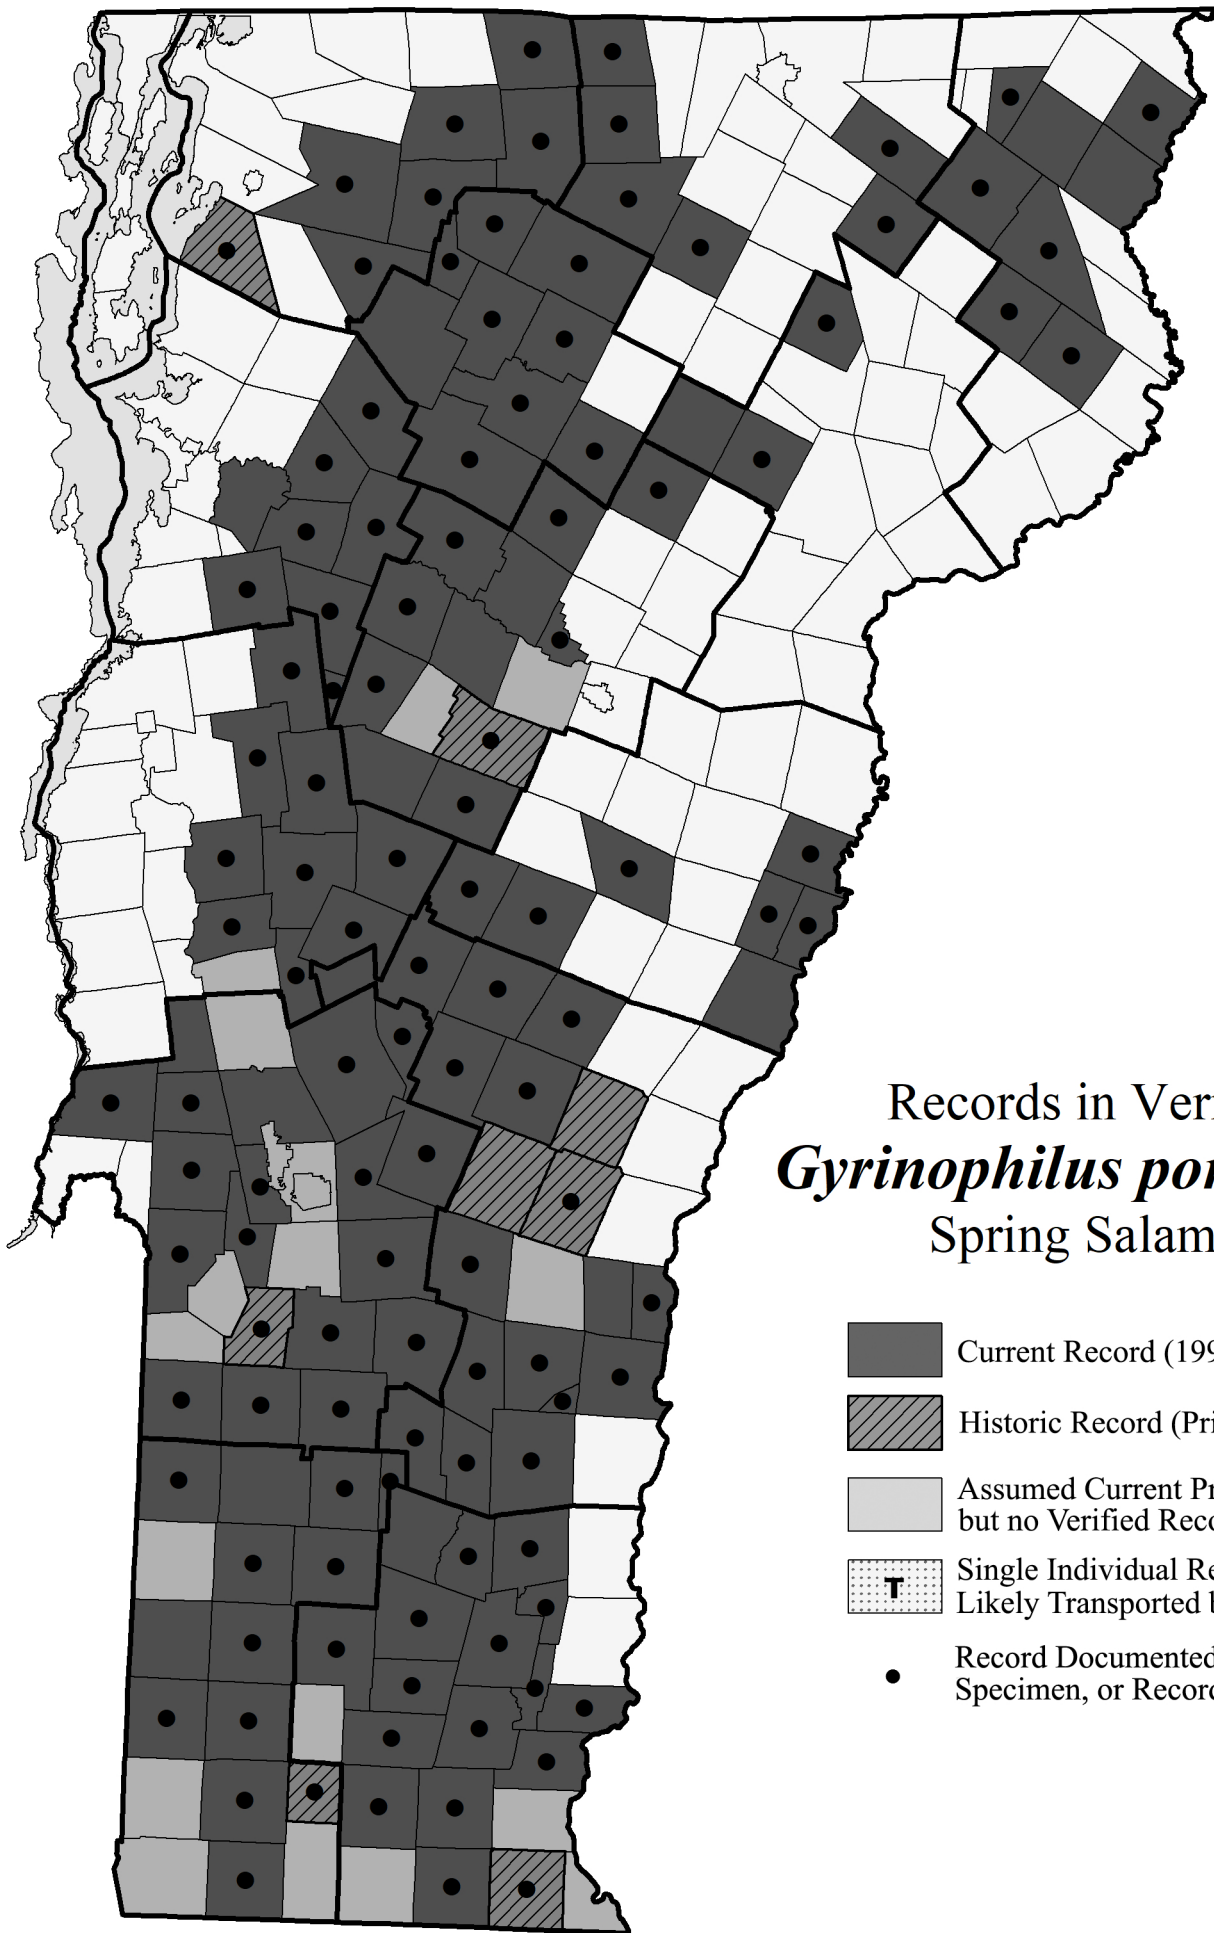 Records in Ver
Gyrinophilus por
Spring Salam
Current Record (199
Historic Record (Pri
Assumed Current Pr
but no Verified Reco
T
Single Individual Re
Likely Transported b
Record Documented
Specimen, or Record